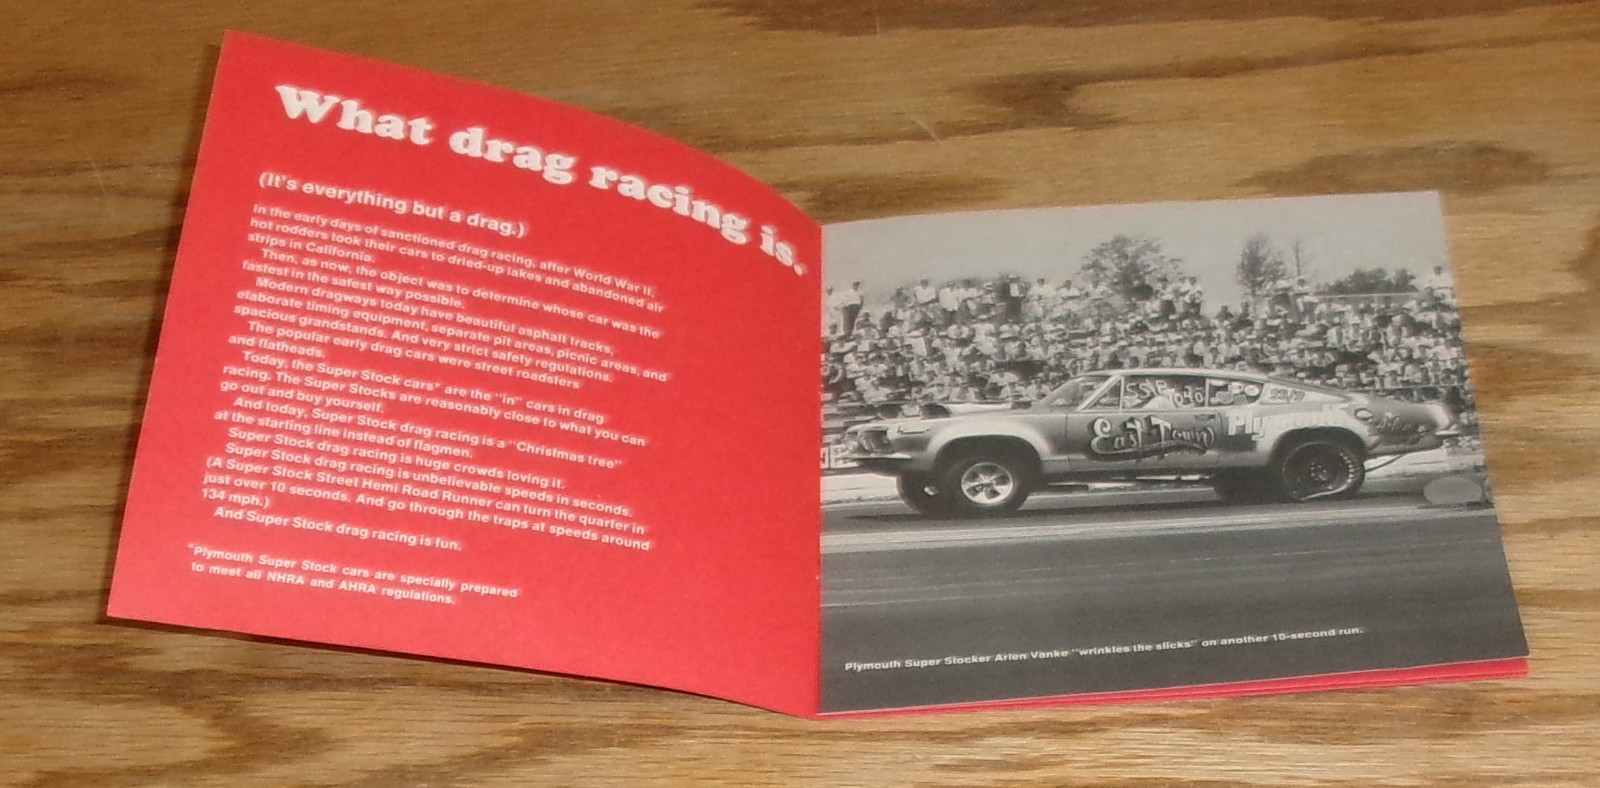 What drag racing is.
(It's everything but a drag.)
In the early days of sanctioned drag racing, after World War II,
hot rodders took their cars to dried-up lakes and abandoned air
strips in California.
Then, as now, the object was to determine whose car was the
fastest in the safest way possible.
Modern dragways today have beautiful asphalt tracks,
elaborate timing equipment, separate pit areas, picnic areas, and
spacious grandstands. And very strict safety regulations.
The popular early drag cars were street roadsters
and flatheads.
Today, the Super Stock cars* are the "in" cars in drag
racing. The Super Stocks are reasonably close to what you can
go out and buy yourself.
And today, Super Stock drag racing is a "Christmas tree"
at the starting line instead of flagmen.
Super Stock drag racing is huge crowds loving it.
Super Stock drag racing is unbelievable speeds in seconds.
(A Super Stock Street Hemi Road Runner can turn the quarter in
just over 10 seconds. And go through the traps at speeds around
134 mph.)
And Super Stock drag racing is fun.
*Plymouth Super Stock cars are specially prepared
to meet all NHRA and AHRA regulations.
SS/B
1040
East Town
Plymouth
Plymouth Super Stocker Arlen Vanke "wrinkles the slicks" on another 10-second run.